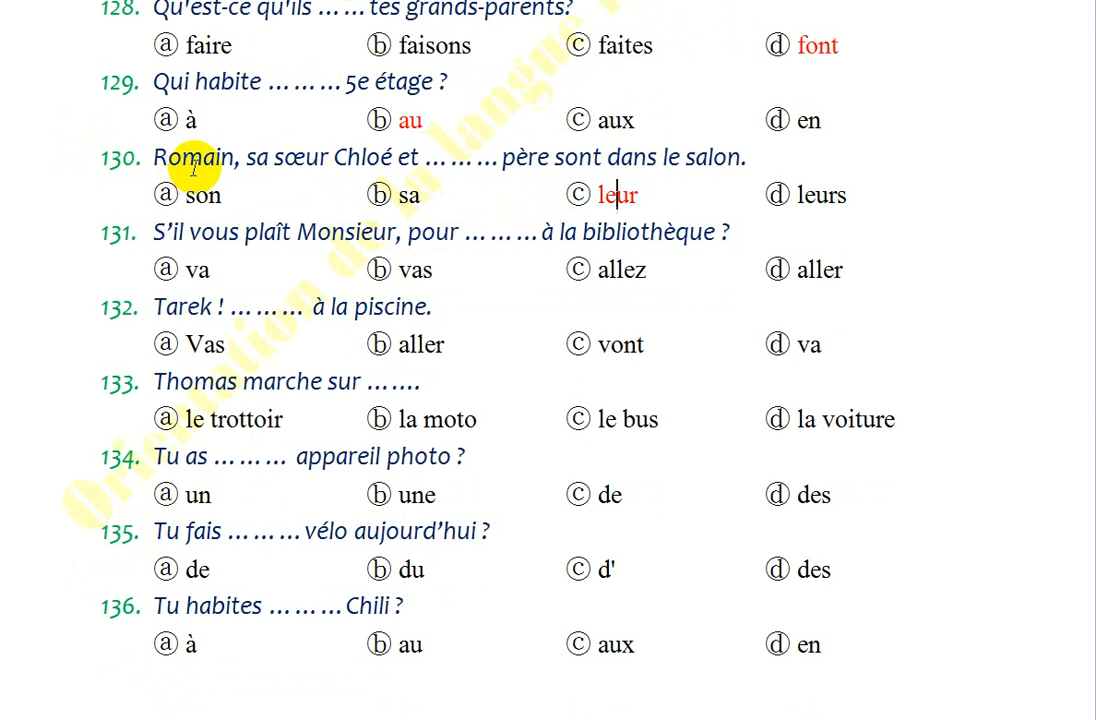 128. Qu'est-ce qu'ils ...... tes grands-parents?
ⓐ faire ⓑ faisons ⓒ faites ⓓ font
129. Qui habite ......... 5e étage ?
ⓐ à ⓑ au ⓒ aux ⓓ en
130. Romain, sa sœur Chloé et ......... père sont dans le salon.
ⓐ son ⓑ sa ⓒ leur ⓓ leurs
131. S'il vous plaît Monsieur, pour ......... à la bibliothèque ?
ⓐ va ⓑ vas ⓒ allez ⓓ aller
132. Tarek ! ......... à la piscine.
ⓐ Vas ⓑ aller ⓒ vont ⓓ va
133. Thomas marche sur .......
ⓐ le trottoir ⓑ la moto ⓒ le bus ⓓ la voiture
134. Tu as ......... appareil photo ?
ⓐ un ⓑ une ⓒ de ⓓ des
135. Tu fais ......... vélo aujourd'hui ?
ⓐ de ⓑ du ⓒ d' ⓓ des
136. Tu habites ......... Chili ?
ⓐ à ⓑ au ⓒ aux ⓓ en
Orientation de la langue